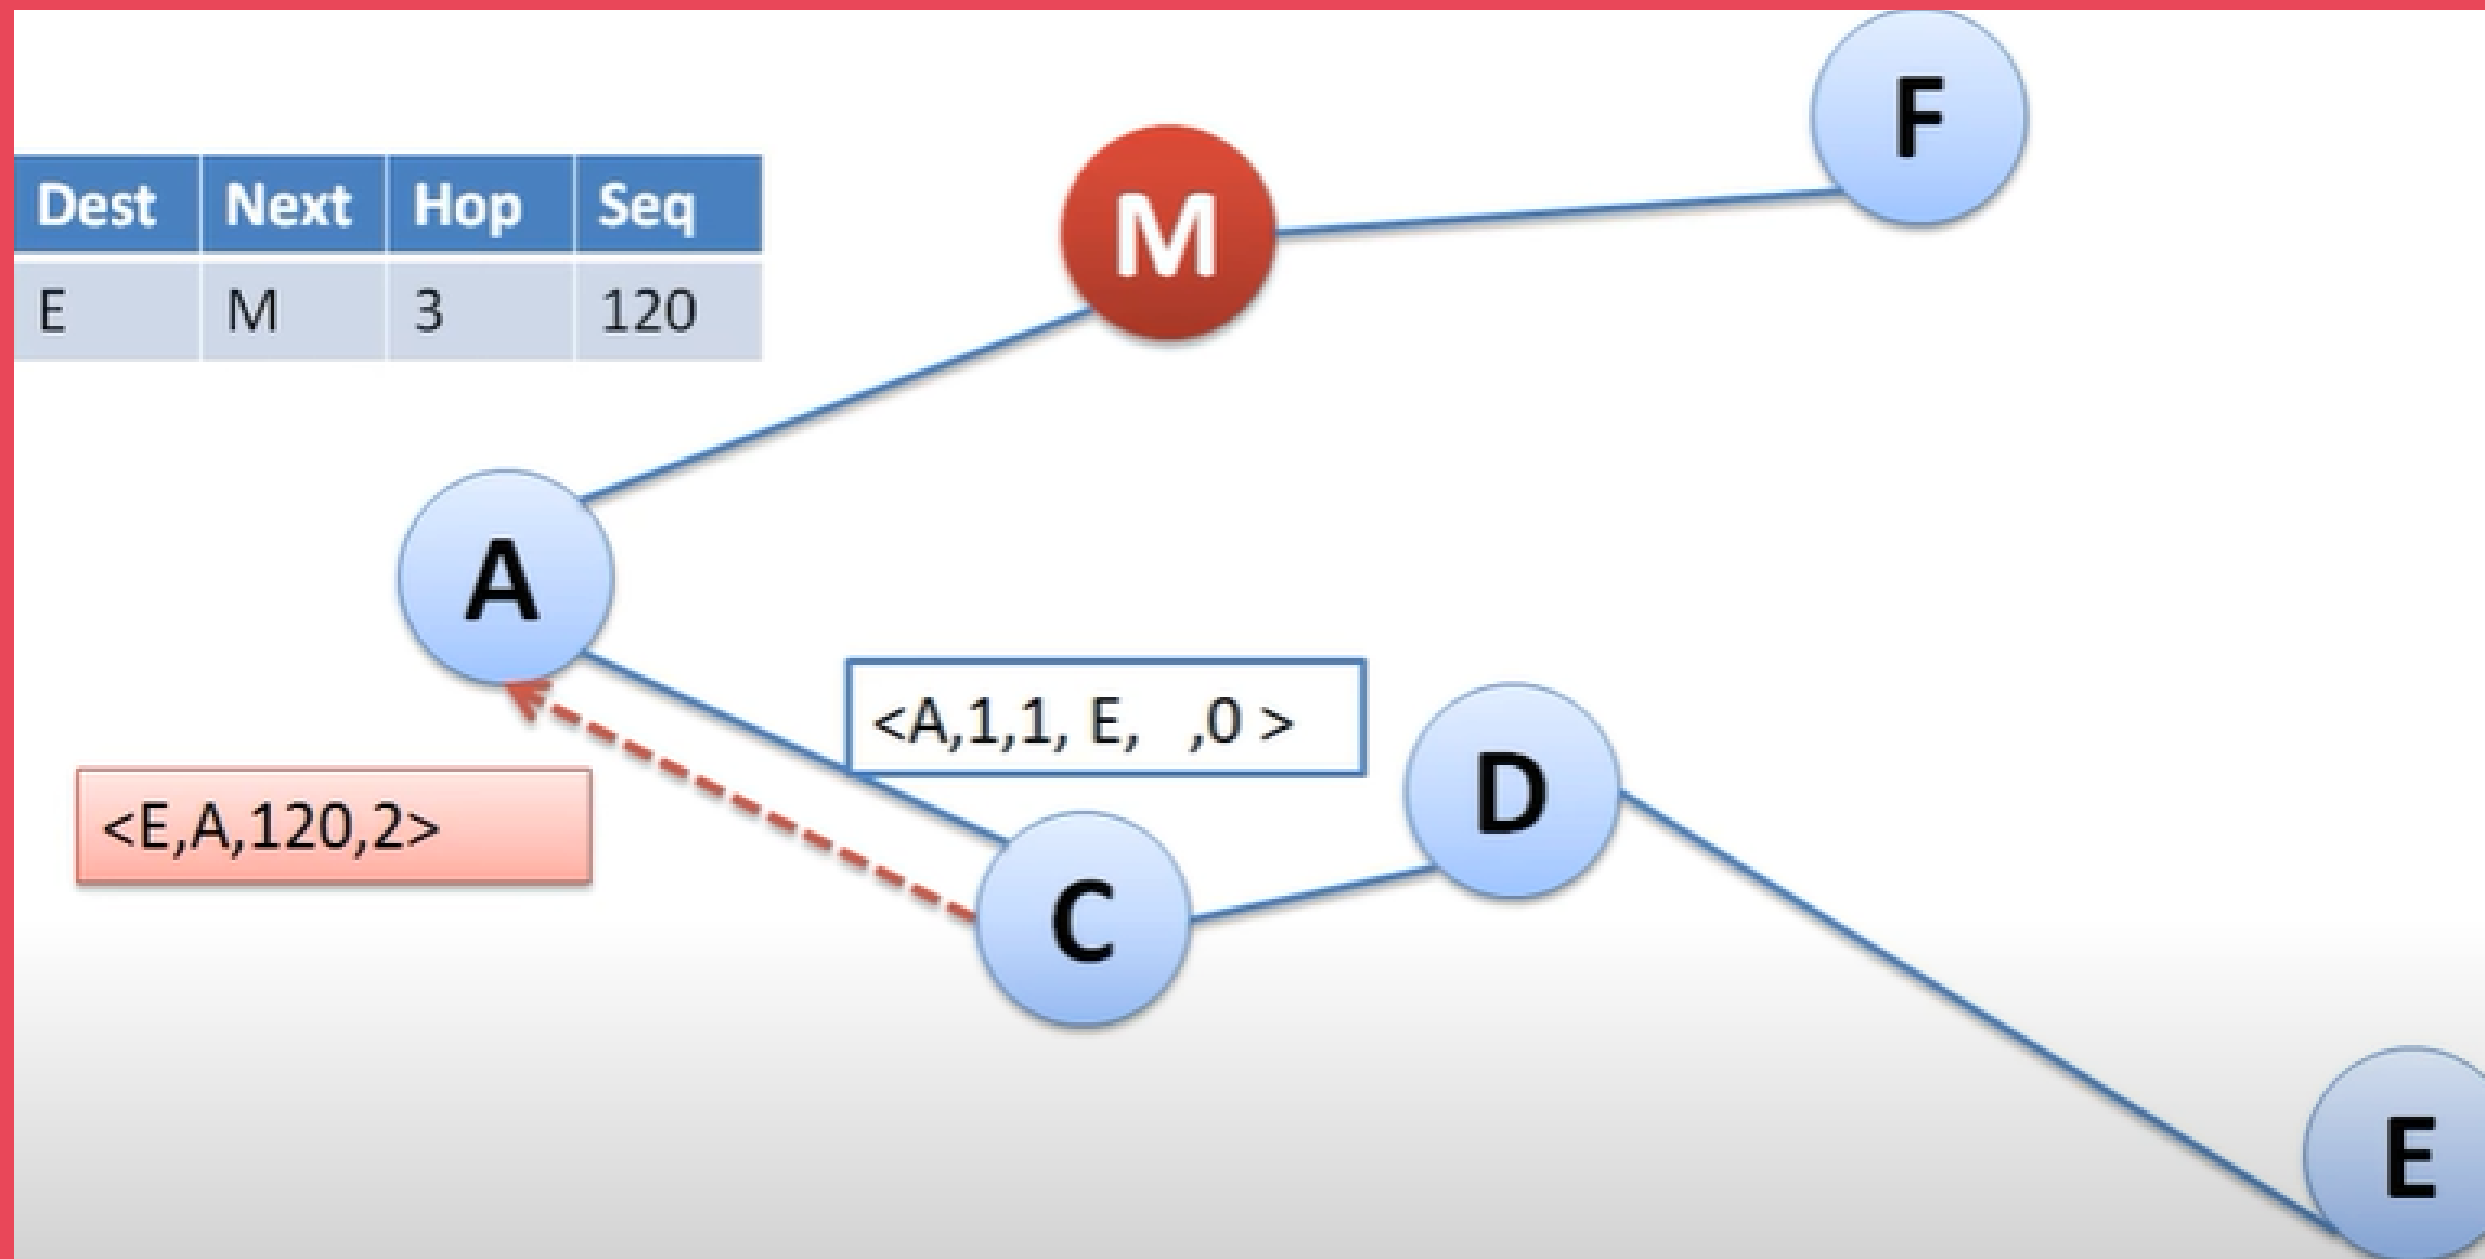 F
M
Dest Next Hop Seq
E M 3 120
A
<A,1,1, E, ,0 >
D
<E,A,120,2>
C
E